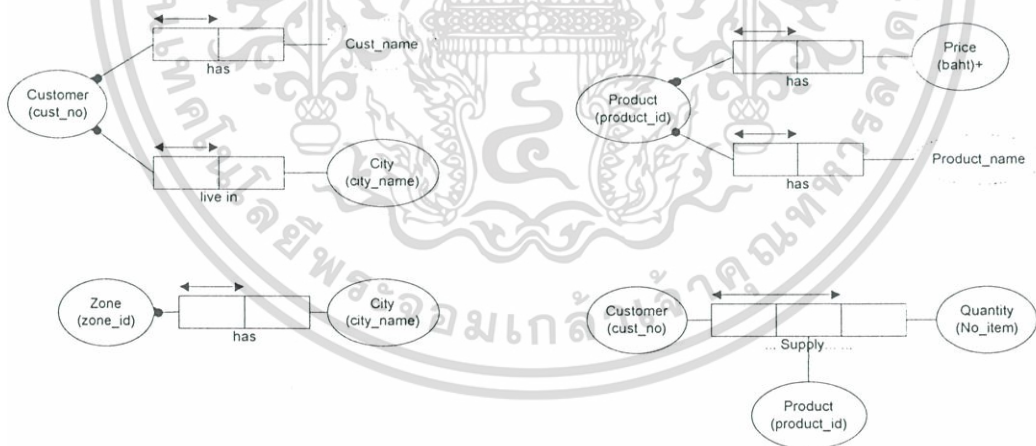 Cust_name
has
Customer
(cust_no)
City
(city_name)
live in
Price
(baht)+
has
Product
(product_id)
Product_name
has
Zone
(zone_id)
City
(city_name)
has
Customer
(cust_no)
Quantity
(No_item)
... Supply ... ...
Product
(product_id)